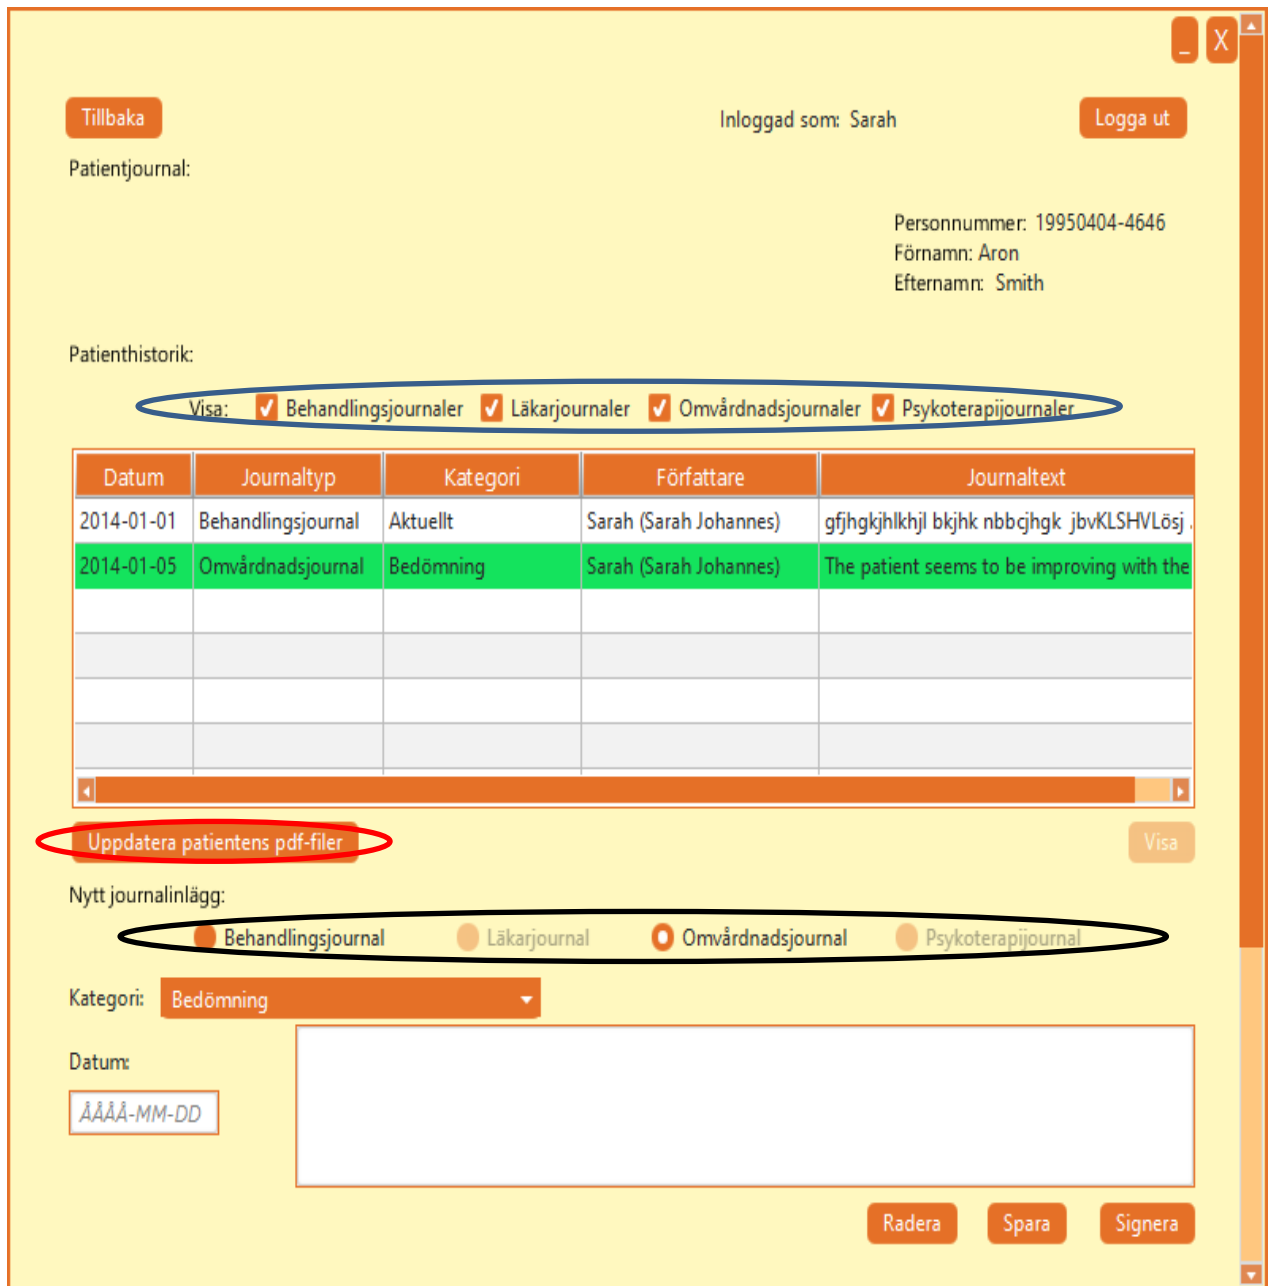 _ X
Tillbaka Inloggad som: Sarah Logga ut
Patientjournal:
Personnummer: 19950404-4646
Förnamn: Aron
Efternamn: Smith
Patienthistorik:
Visa: Behandlingsjournaler Läkarjournaler Omvårdnadsjournaler Psykoterapijournaler
Datum Journaltyp Kategori Författare Journaltext
2014-01-01 Behandlingsjournal Aktuellt Sarah (Sarah Johannes) gfjhgkjhlkhjl bkjhk nbbcjhgk jbvKLSHVLösj .
2014-01-05 Omvårdnadsjournal Bedömning Sarah (Sarah Johannes) The patient seems to be improving with the
Uppdatera patientens pdf-filer Visa
Nytt journalinlägg:
Behandlingsjournal Läkarjournal Omvårdnadsjournal Psykoterapijournal
Kategori: Bedömning
Datum:
ÅÅÅÅ-MM-DD
Radera Spara Signera